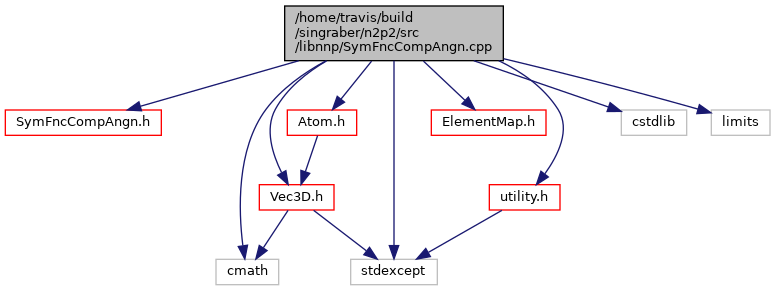 /home/travis/build
/singraber/n2p2/src
/libnnp/SymFncCompAngn.cpp
SymFncCompAngn.h
Atom.h
ElementMap.h
cstdlib
limits
Vec3D.h
utility.h
cmath
stdexcept